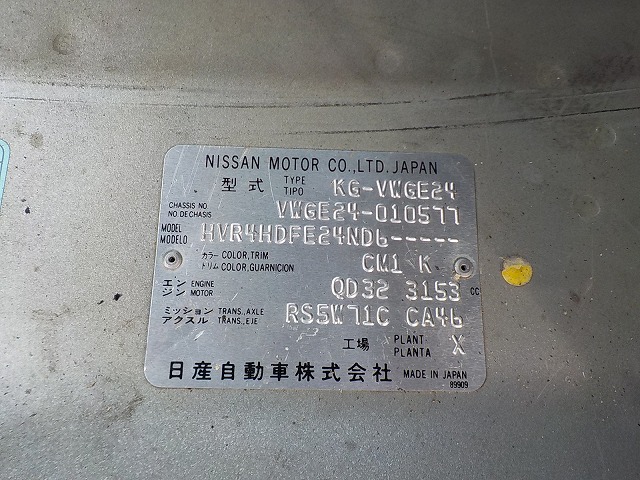 NISSAN MOTOR CO.,LTD. JAPAN
型式 TYPE TIPO KG-VWGE24
CHASSIS NO. NO.DE CHASIS VWGE24-010577
MODEL MODELO HVR4HDFE24ND6-----
カラー COLOR,TRIM トリム COLOR,GUARNICION CM1 K
エンジン ENGINE MOTOR QD32 3153 CC
ミッション TRANS.,AXLE アクスル TRANS.,EJE RS5W71C CA46
工場 PLANT PLANTA X
日産自動車株式会社 MADE IN JAPAN
89909